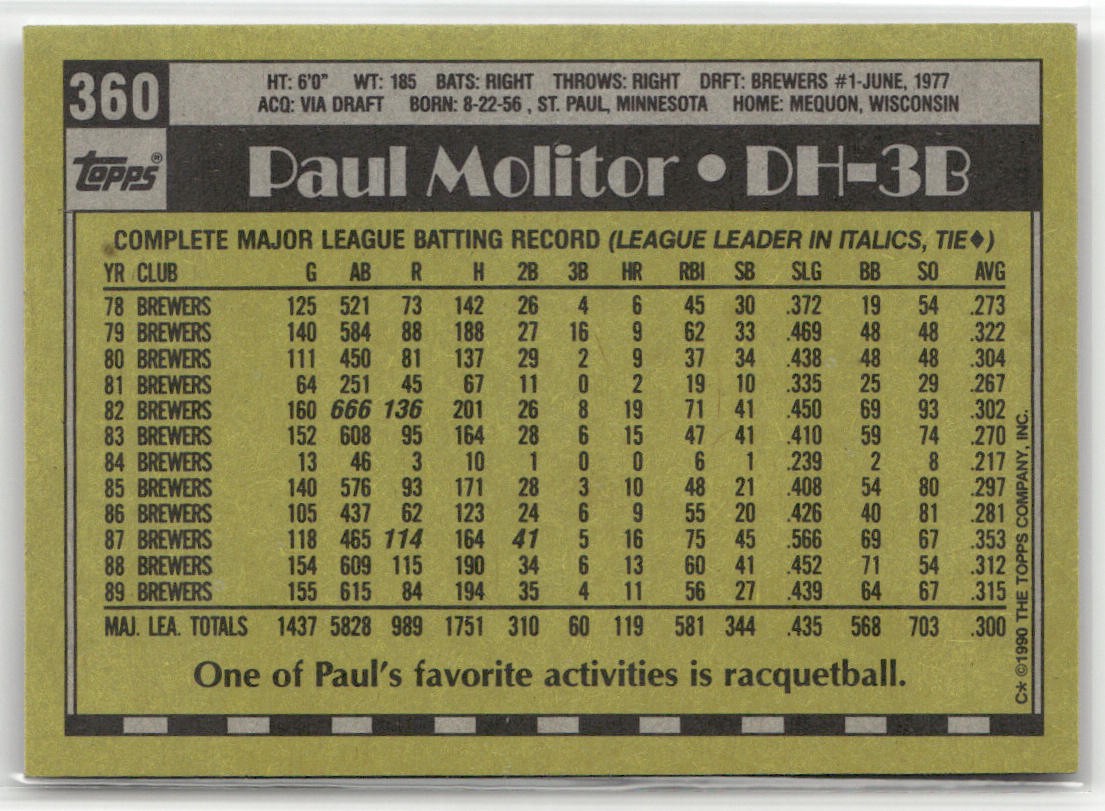 360
HT: 6'0" WT: 185 BATS: RIGHT THROWS: RIGHT DRFT: BREWERS #1-JUNE, 1977
ACQ: VIA DRAFT BORN: 8-22-56 , ST. PAUL, MINNESOTA HOME: MEQUON, WISCONSIN
Topps®
Paul Molitor • DH-3B
COMPLETE MAJOR LEAGUE BATTING RECORD (LEAGUE LEADER IN ITALICS, TIE♦)
YR CLUB G AB R H 2B 3B HR RBI SB SLG BB SO AVG
78 BREWERS 125 521 73 142 26 4 6 45 30 .372 19 54 .273
79 BREWERS 140 584 88 188 27 16 9 62 33 .469 48 48 .322
80 BREWERS 111 450 81 137 29 2 9 37 34 .438 48 48 .304
81 BREWERS 64 251 45 67 11 0 2 19 10 .335 25 29 .267
82 BREWERS 160 666 136 201 26 8 19 71 41 .450 69 93 .302
83 BREWERS 152 608 95 164 28 6 15 47 41 .410 59 74 .270
84 BREWERS 13 46 3 10 1 0 0 6 1 .239 2 8 .217
85 BREWERS 140 576 93 171 28 3 10 48 21 .408 54 80 .297
86 BREWERS 105 437 62 123 24 6 9 55 20 .426 40 81 .281
87 BREWERS 118 465 114 164 41 5 16 75 45 .566 69 67 .353
88 BREWERS 154 609 115 190 34 6 13 60 41 .452 71 54 .312
89 BREWERS 155 615 84 194 35 4 11 56 27 .439 64 67 .315
MAJ. LEA. TOTALS 1437 5828 989 1751 310 60 119 581 344 .435 568 703 .300
One of Paul's favorite activities is racquetball.
C* ©1990 THE TOPPS COMPANY, INC.